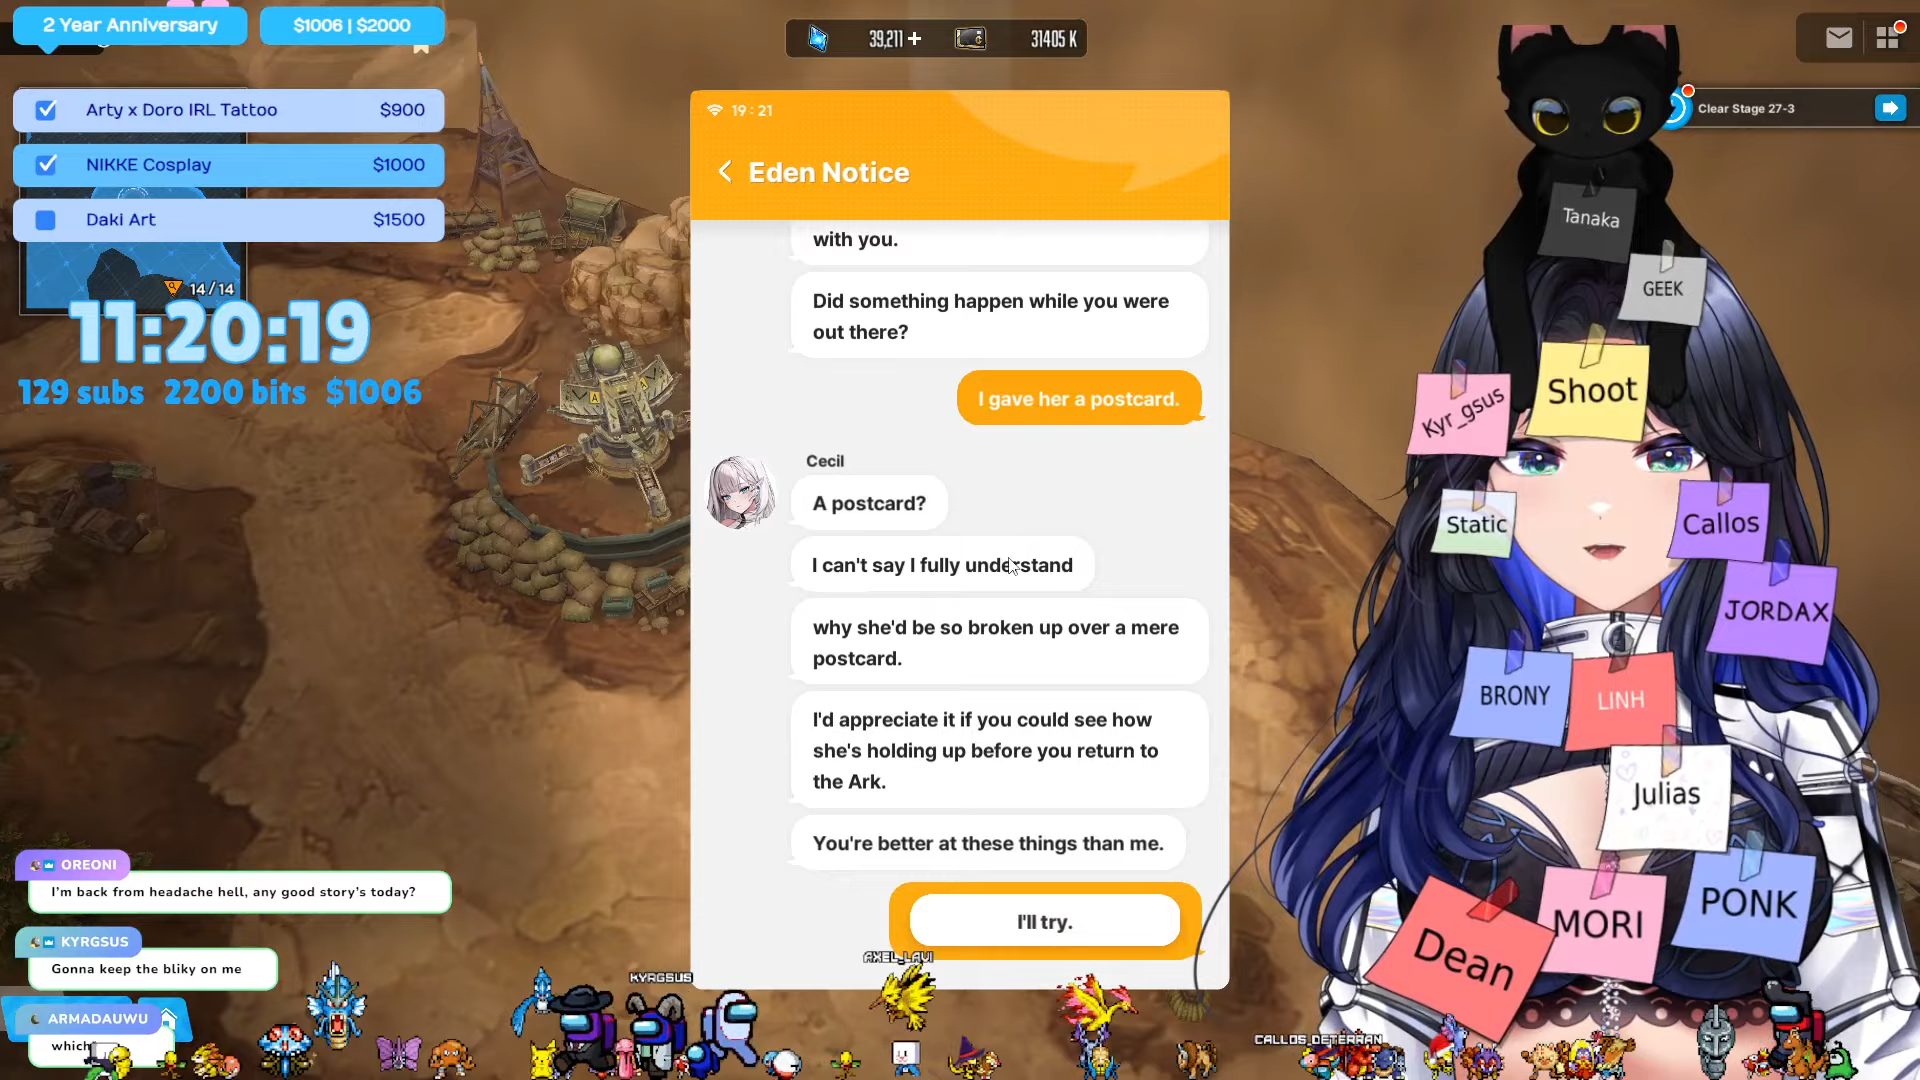 2 Year Anniversary
$1006 | $2000
Arty x Doro IRL Tattoo $900
NIKKE Cosplay $1000
Daki Art $1500
14/14
11:20:19
129 subs 2200 bits $1006
39,211 +
31405 K
Clear Stage 27-3
19:21
Eden Notice
with you.
Did something happen while you were
out there?
I gave her a postcard.
Cecil
A postcard?
I can't say I fully understand
why she'd be so broken up over a mere
postcard.
I'd appreciate it if you could see how
she's holding up before you return to
the Ark.
You're better at these things than me.
I'll try.
Tanaka
GEEK
Shoot
Kyr_gsus
Static
Callos
JORDAX
BRONY
LINH
Julias
PONK
MORI
Dean
OREONI
I'm back from headache hell, any good story's today?
KYRGSUS
Gonna keep the bliky on me
ARMADAUWU
which
KYRGSUS
AXEL_LAVI
CALLOS_DETERRAN